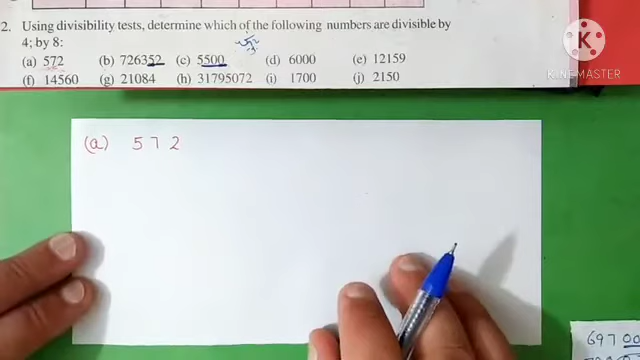 2. Using divisibility tests, determine which of the following numbers are divisible by
4; by 8:
(a) 572 (b) 726352 (c) 5500 (d) 6000 (e) 12159
(f) 14560 (g) 21084 (h) 31795072 (i) 1700 (j) 2150
KINEMASTER
(a) 572
69700